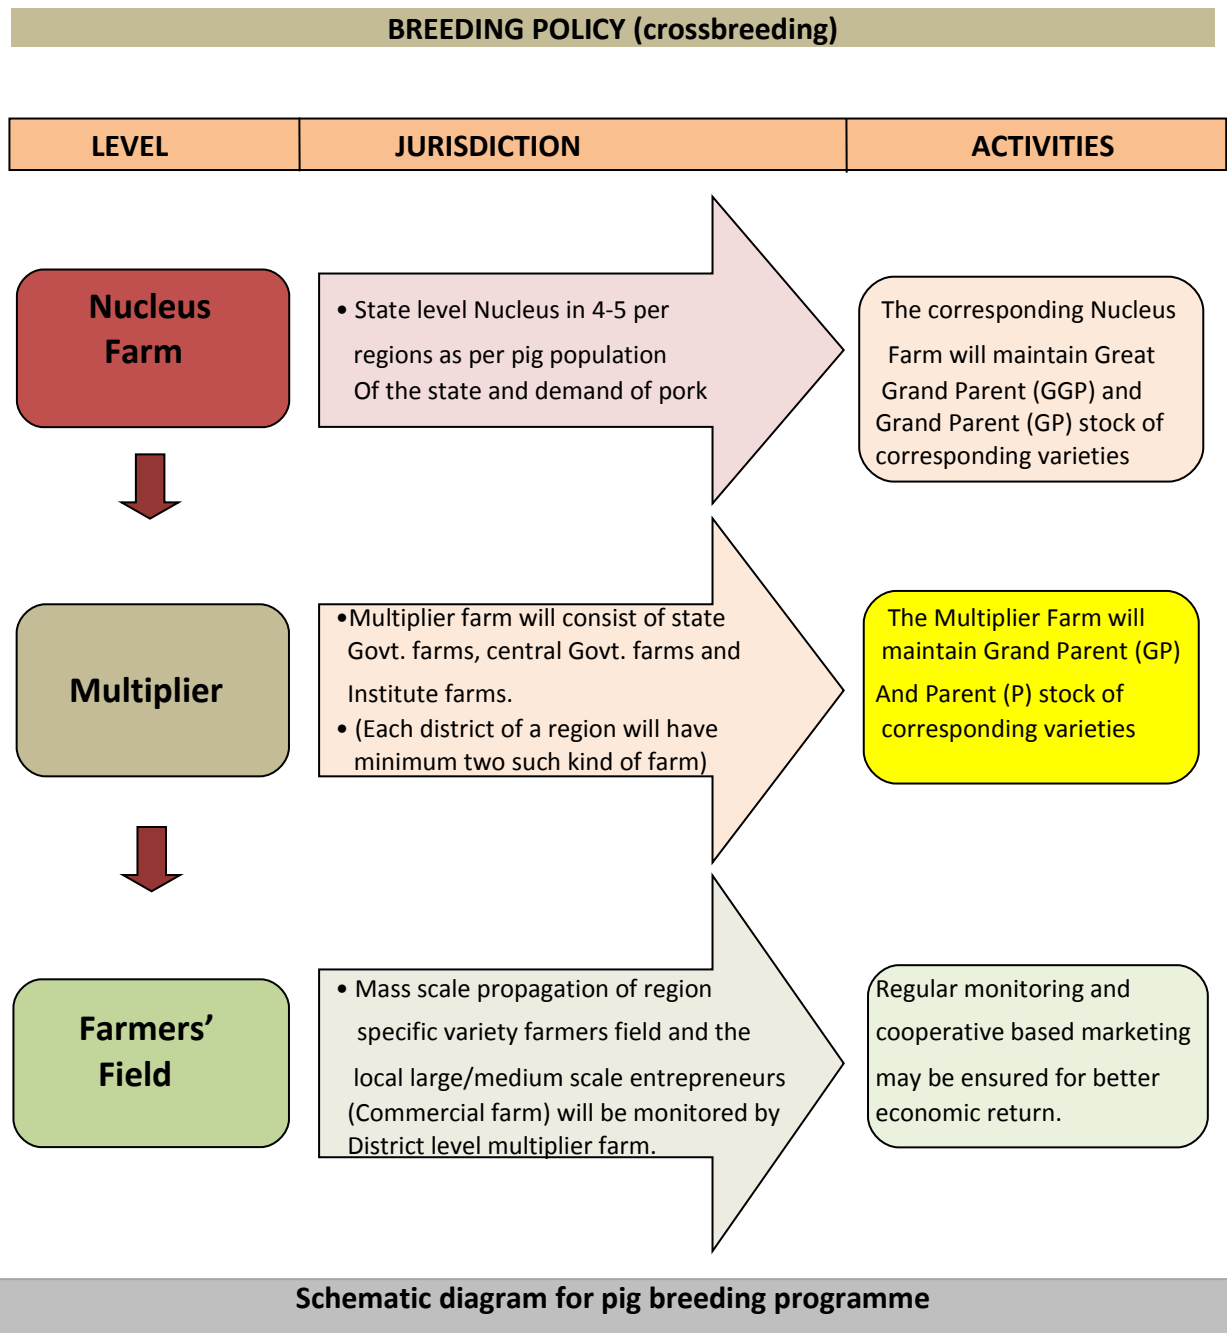 BREEDING POLICY (crossbreeding)
LEVEL
JURISDICTION
ACTIVITIES
Nucleus
Farm
• State level Nucleus in 4-5 per
regions as per pig population
Of the state and demand of pork
The corresponding Nucleus
Farm will maintain Great
Grand Parent (GGP) and
Grand Parent (GP) stock of
corresponding varieties
Multiplier
•Multiplier farm will consist of state
Govt. farms, central Govt. farms and
Institute farms.
• (Each district of a region will have
minimum two such kind of farm)
The Multiplier Farm will
maintain Grand Parent (GP)
And Parent (P) stock of
corresponding varieties
Farmers’
Field
• Mass scale propagation of region
specific variety farmers field and the
local large/medium scale entrepreneurs
(Commercial farm) will be monitored by
District level multiplier farm.
Regular monitoring and
cooperative based marketing
may be ensured for better
economic return.
Schematic diagram for pig breeding programme